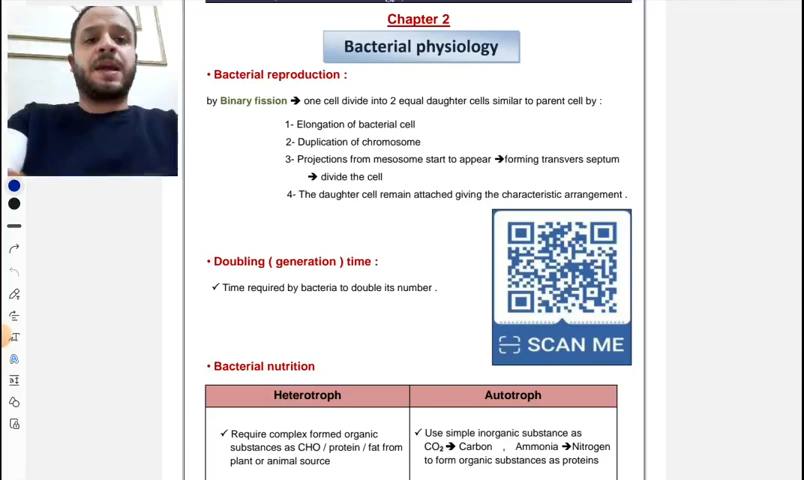 Chapter 2
Bacterial physiology
• Bacterial reproduction :
by Binary fission ➔ one cell divide into 2 equal daughter cells similar to parent cell by :
1- Elongation of bacterial cell
2- Duplication of chromosome
3- Projections from mesosome start to appear ➔forming transvers septum
➔ divide the cell
4- The daughter cell remain attached giving the characteristic arrangement .
• Doubling ( generation ) time :
✓ Time required by bacteria to double its number .
SCAN ME
• Bacterial nutrition
Heterotroph Autotroph
✓ Require complex formed organic
substances as CHO / protein / fat from
plant or animal source
✓ Use simple inorganic substance as
CO₂➔ Carbon , Ammonia ➔Nitrogen
to form organic substances as proteins